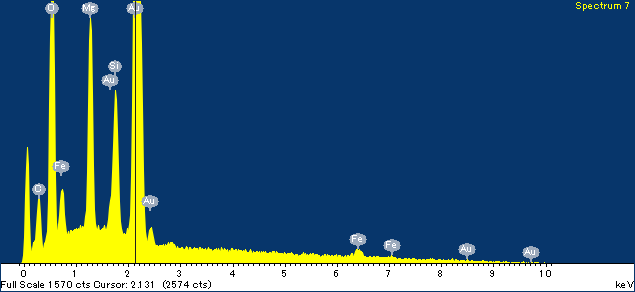 Spectrum 7
O Mg Au
Si
Au
Fe
O
Au
Fe Fe Au Au
0 1 2 3 4 5 6 7 8 9 10
Full Scale 1570 cts Cursor: 2.131 (2574 cts) keV